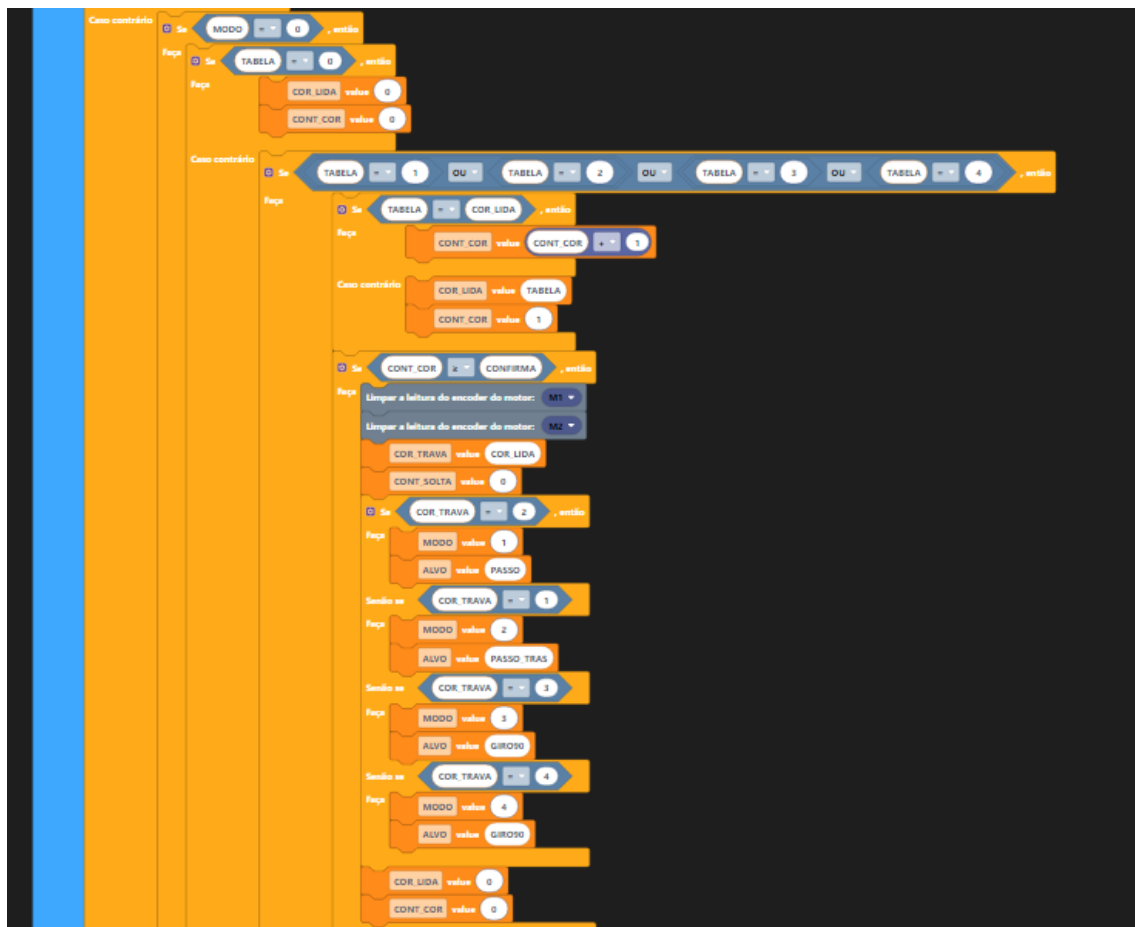 Caso contrário Se MODO = 0 , então
Faça Se TABELA = 0 , então
Faça COR_LIDA value 0
CONT_COR value 0
Caso contrário Se TABELA = 1 OU TABELA = 2 OU TABELA = 3 OU TABELA = 4 , então
Faça Se TABELA = COR_LIDA , então
Faça CONT_COR value CONT_COR + 1
Caso contrário COR_LIDA value TABELA
CONT_COR value 1
Se CONT_COR ≥ CONFIRMA , então
Faça Limpar a leitura do encoder do motor: M1
Limpar a leitura do encoder do motor: M2
COR_TRAVA value COR_LIDA
CONT_SOLTA value 0
Se COR_TRAVA = 2 , então
Faça MODO value 1
ALVO value PASSO
Senão se COR_TRAVA = 1
Faça MODO value 2
ALVO value PASSO_TRAS
Senão se COR_TRAVA = 3
Faça MODO value 3
ALVO value GIRO90
Senão se COR_TRAVA = 4
Faça MODO value 4
ALVO value GIRO90
COR_LIDA value 0
CONT_COR value 0